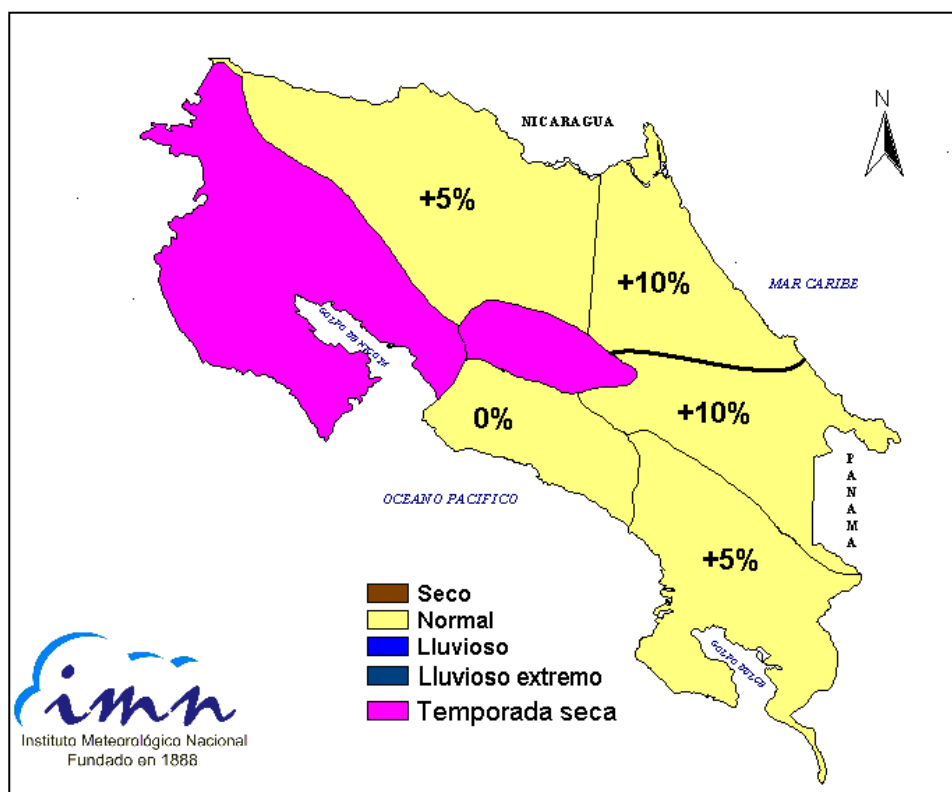 N
NICARAGUA
+5%
+10%
MAR CARIBE
GOLFO DE NICOYA
+10%
0%
PANAMA
OCEANO PACIFICO
+5%
GOLFO DULCE
Seco
Normal
Lluvioso
Lluvioso extremo
Temporada seca
imn
Instituto Meteorológico Nacional
Fundado en 1888